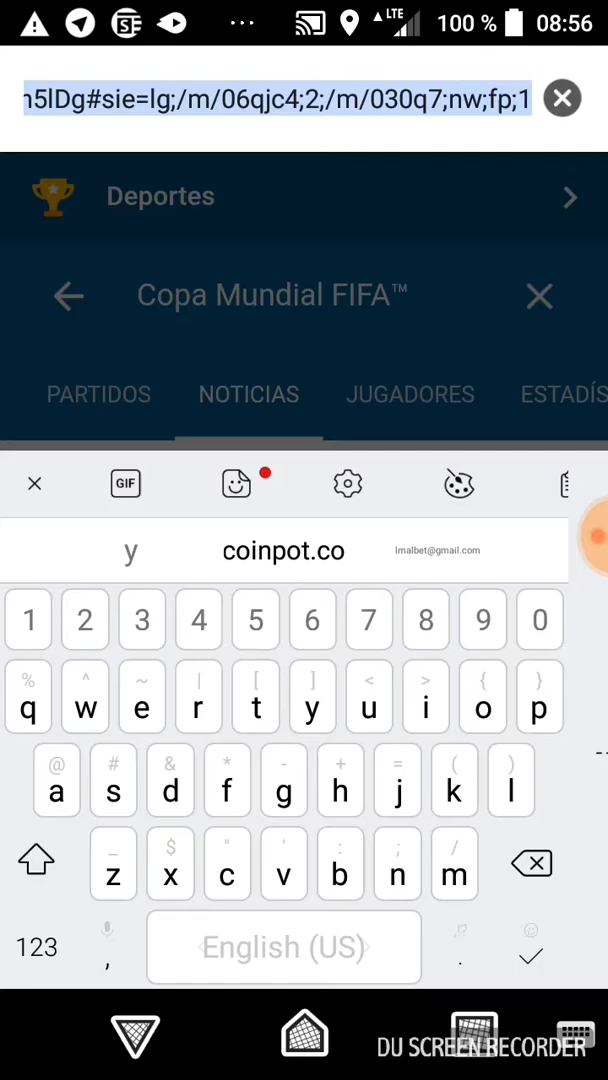 LTE 100 % 08:56
n5lDg#sie=lg;/m/06qjc4;2;/m/030q7;nw;fp;1
Deportes
Copa Mundial FIFA™
PARTIDOS NOTICIAS JUGADORES ESTADÍS
GIF
y coinpot.co lmalbet@gmail.com
1 2 3 4 5 6 7 8 9 0
% ^ ~ | [ ] < > { }
q w e r t y u i o p
@ # & * - + = ( )
a s d f g h j k l
_ $ " ' : ; /
z x c v b n m
123 , English (US) ,!? .
DU SCREEN RECORDER